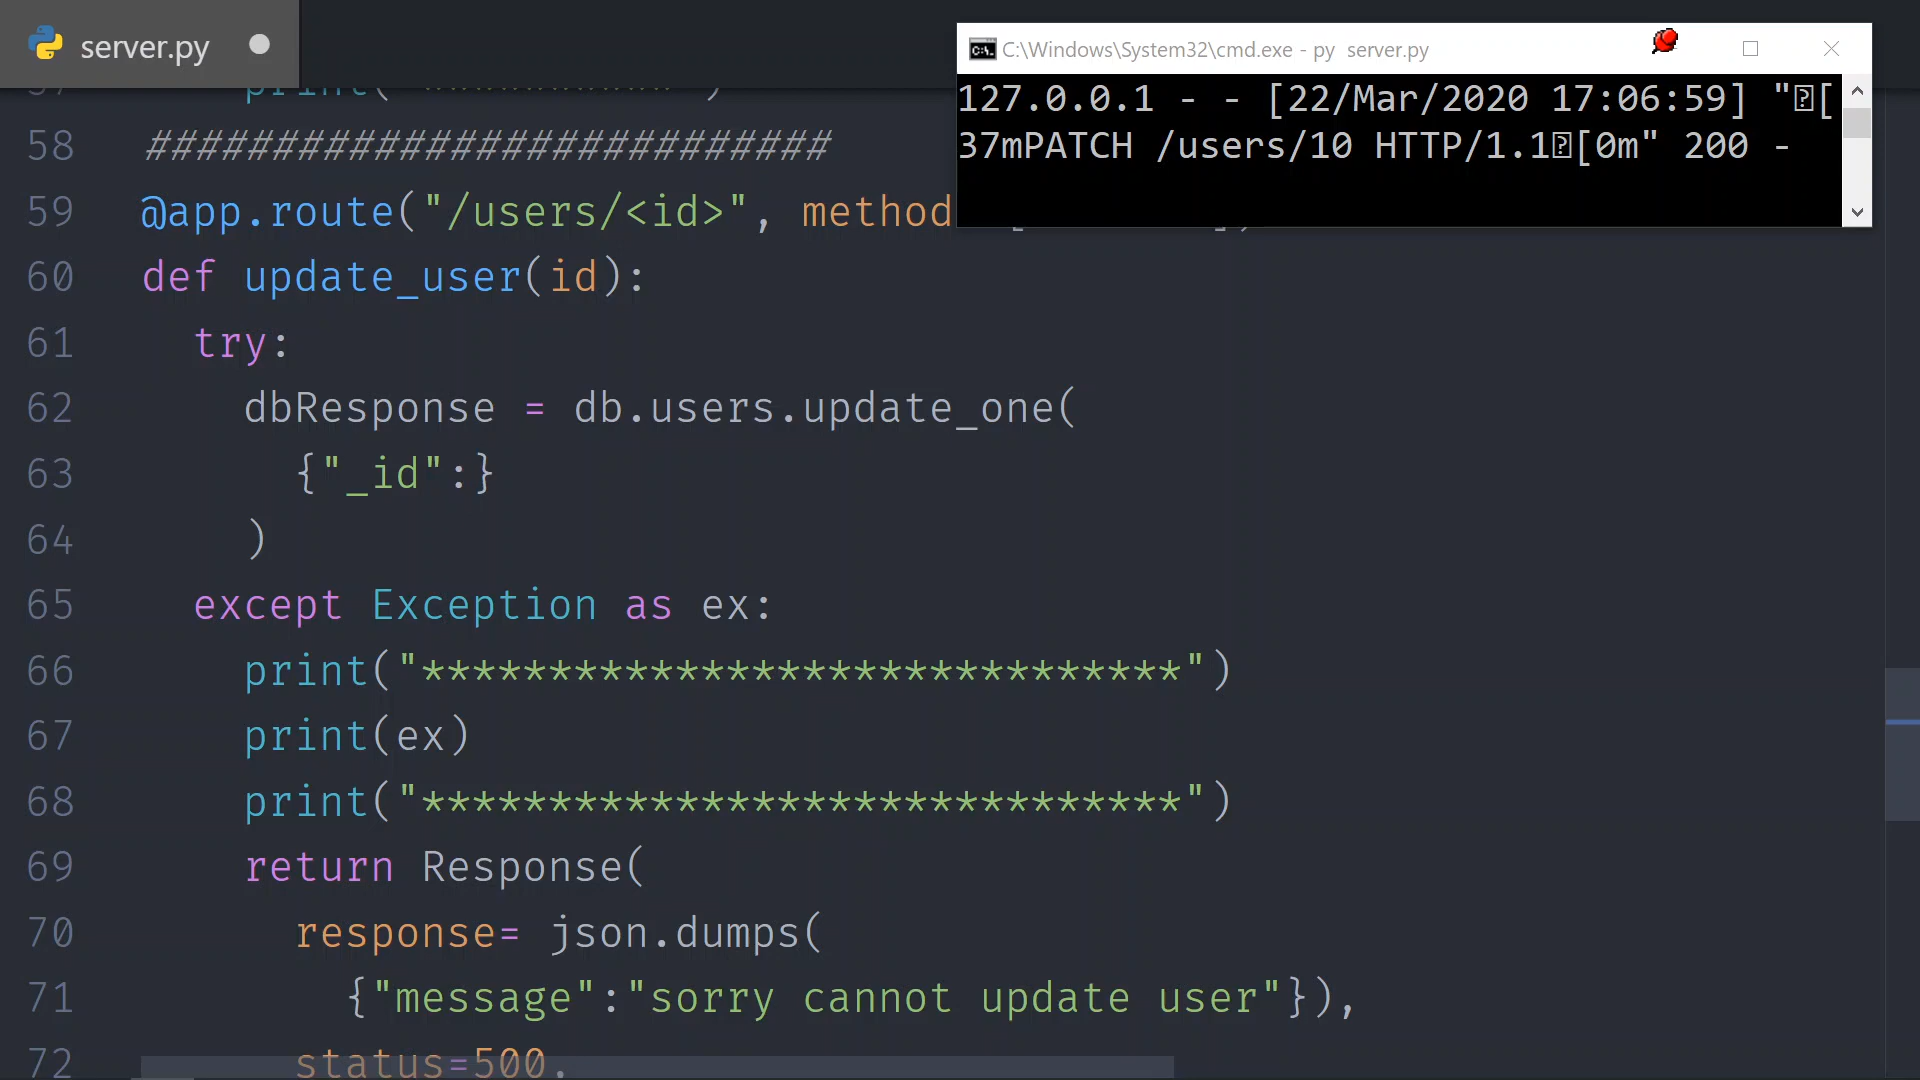 server.py
C:\Windows\System32\cmd.exe - py server.py
127.0.0.1 - - [22/Mar/2020 17:06:59] "[
37mPATCH /users/10 HTTP/1.1[0m" 200 -
57 print("##########")
58 ###########################
59 @app.route("/users/<id>", method
60 def update_user(id):
61 try:
62 dbResponse = db.users.update_one(
63 {"_id":}
64 )
65 except Exception as ex:
66 print("******************************")
67 print(ex)
68 print("******************************")
69 return Response(
70 response= json.dumps(
71 {"message":"sorry cannot update user"}),
72 status=500,